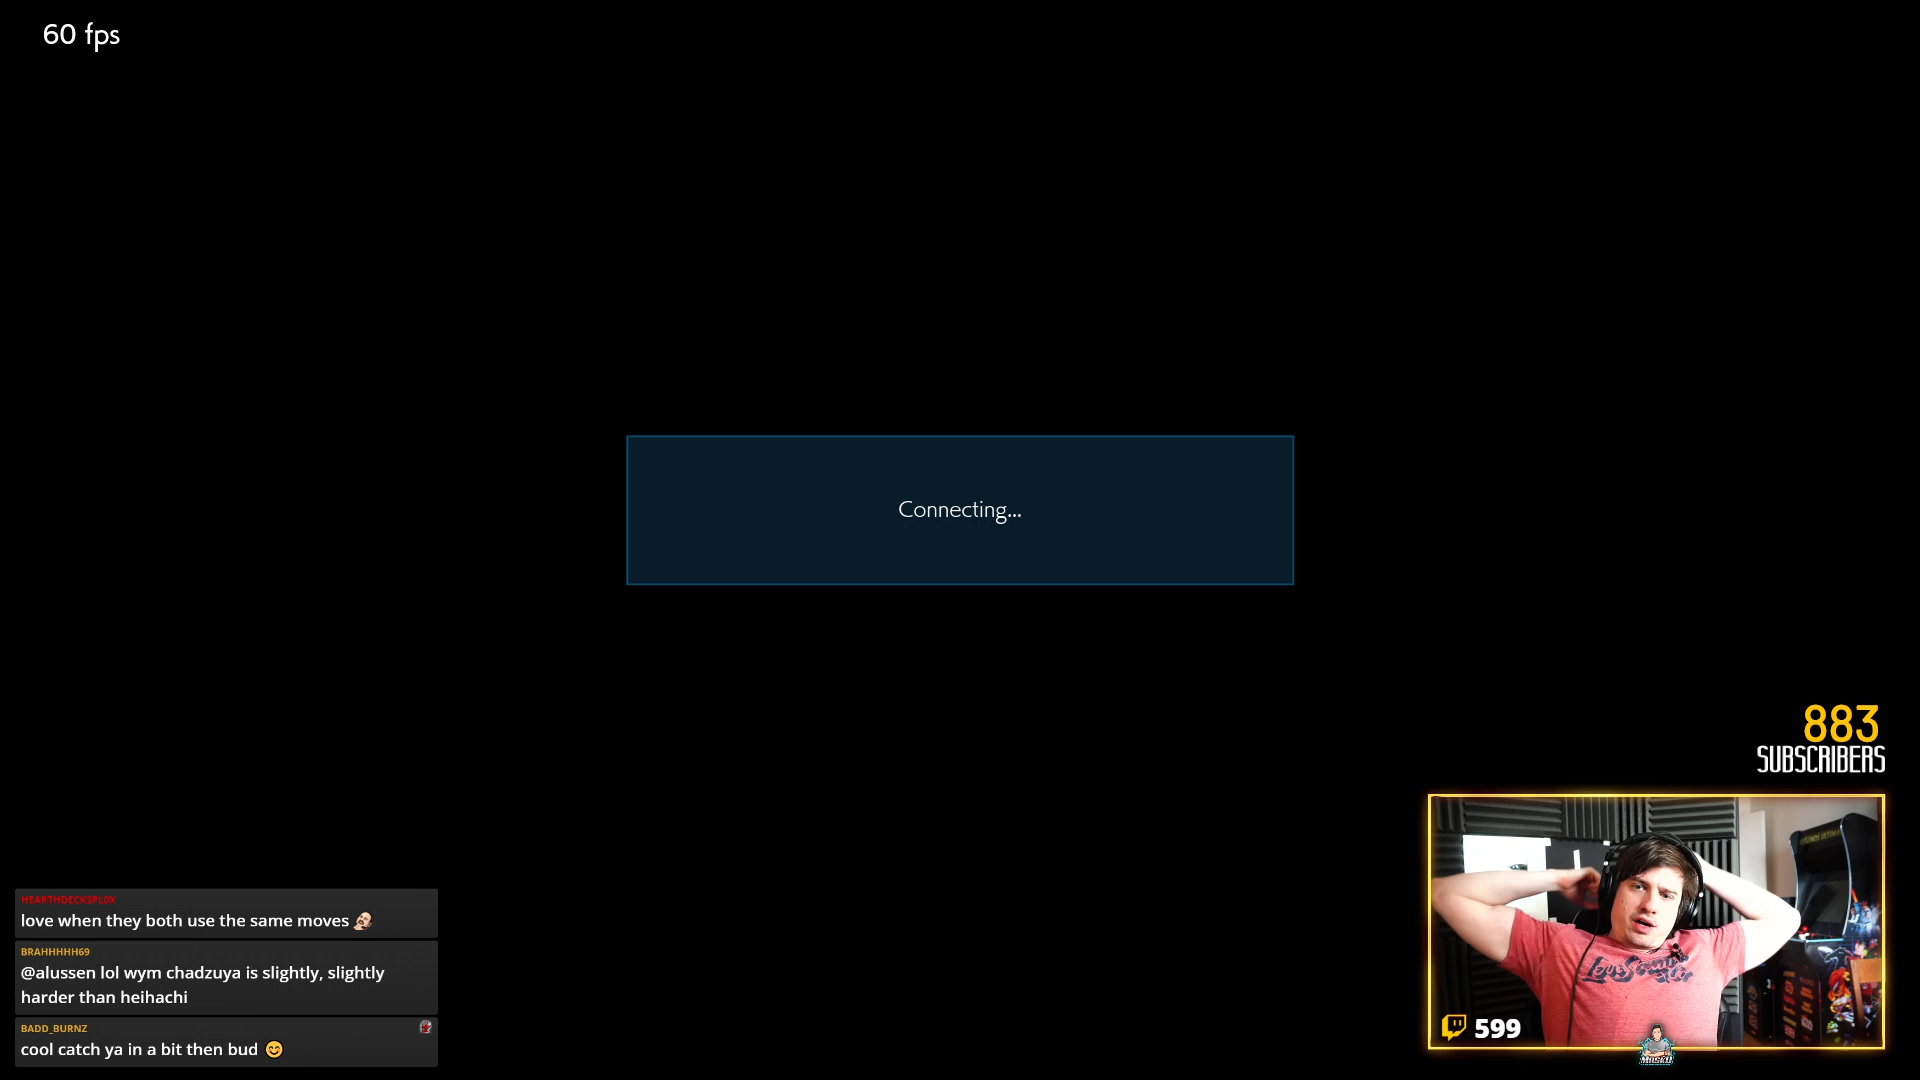 60 fps
Connecting...
883
SUBSCRIBERS
HEARTHDECKSPLOX
love when they both use the same moves
BRAHHHHH69
@alussen lol wym chadzuya is slightly, slightly
harder than heihachi
BADD_BURNZ
cool catch ya in a bit then bud 😊
599